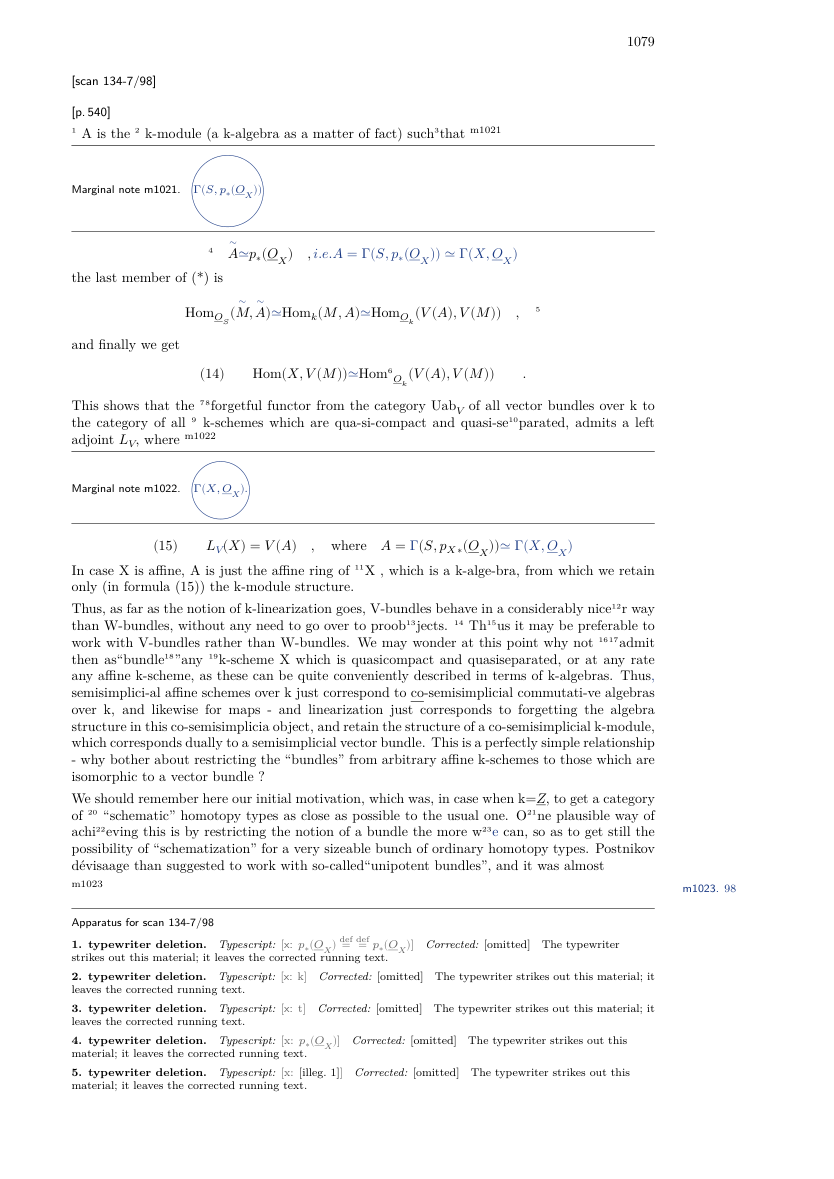 1079
[scan 134-7/98]
[p. 540]
¹ A is the ² k-module (a k-algebra as a matter of fact) such³that m1021
Marginal note m1021. Γ(S, p∗(O_X))
⁴ Ã≃p∗(O_X) , i.e.A = Γ(S, p∗(O_X)) ≃ Γ(X, O_X)
the last member of (*) is
Hom_{O_S}(M̃, Ã)≃Hom_k(M, A)≃Hom_{O_k}(V(A), V(M)) , ⁵
and finally we get
(14) Hom(X, V(M))≃Hom⁶_{O_k}(V(A), V(M)) .
This shows that the ⁷⁸forgetful functor from the category Uab_V of all vector bundles over k to
the category of all ⁹ k-schemes which are qua-si-compact and quasi-se¹⁰parated, admits a left
adjoint L_V, where m1022
Marginal note m1022. Γ(X, O_X).
(15) L_V(X) = V(A) , where A = Γ(S, p_{X∗}(O_X))≃ Γ(X, O_X)
In case X is affine, A is just the affine ring of ¹¹X , which is a k-alge-bra, from which we retain
only (in formula (15)) the k-module structure.
Thus, as far as the notion of k-linearization goes, V-bundles behave in a considerably nice¹²r way
than W-bundles, without any need to go over to proob¹³jects. ¹⁴ Th¹⁵us it may be preferable to
work with V-bundles rather than W-bundles. We may wonder at this point why not ¹⁶¹⁷admit
then as“bundle¹⁸”any ¹⁹k-scheme X which is quasicompact and quasiseparated, or at any rate
any affine k-scheme, as these can be quite conveniently described in terms of k-algebras. Thus,
semisimplici-al affine schemes over k just correspond to co-semisimplicial commutati-ve algebras
over k, and likewise for maps - and linearization just corresponds to forgetting the algebra
structure in this co-semisimplicia object, and retain the structure of a co-semisimplicial k-module,
which corresponds dually to a semisimplicial vector bundle. This is a perfectly simple relationship
- why bother about restricting the “bundles” from arbitrary affine k-schemes to those which are
isomorphic to a vector bundle ?
We should remember here our initial motivation, which was, in case when k=Z, to get a category
of ²⁰ “schematic” homotopy types as close as possible to the usual one. O²¹ne plausible way of
achi²²eving this is by restricting the notion of a bundle the more w²³e can, so as to get still the
possibility of “schematization” for a very sizeable bunch of ordinary homotopy types. Postnikov
dévisaage than suggested to work with so-called“unipotent bundles”, and it was almost
m1023
m1023. 98
Apparatus for scan 134-7/98
1. typewriter deletion. Typescript: [x: p∗(O_X) def= def= p∗(O_X)] Corrected: [omitted] The typewriter
strikes out this material; it leaves the corrected running text.
2. typewriter deletion. Typescript: [x: k] Corrected: [omitted] The typewriter strikes out this material; it
leaves the corrected running text.
3. typewriter deletion. Typescript: [x: t] Corrected: [omitted] The typewriter strikes out this material; it
leaves the corrected running text.
4. typewriter deletion. Typescript: [x: p∗(O_X)] Corrected: [omitted] The typewriter strikes out this
material; it leaves the corrected running text.
5. typewriter deletion. Typescript: [x: [illeg. 1]] Corrected: [omitted] The typewriter strikes out this
material; it leaves the corrected running text.